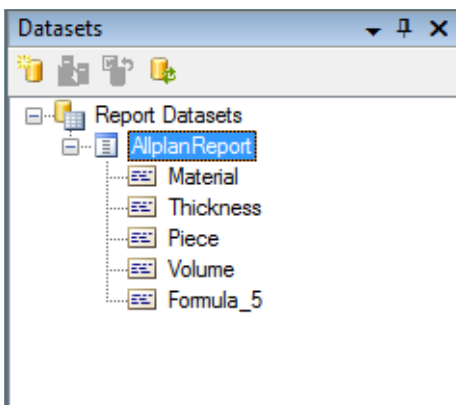 Datasets
Report Datasets
AllplanReport
Material
Thickness
Piece
Volume
Formula_5